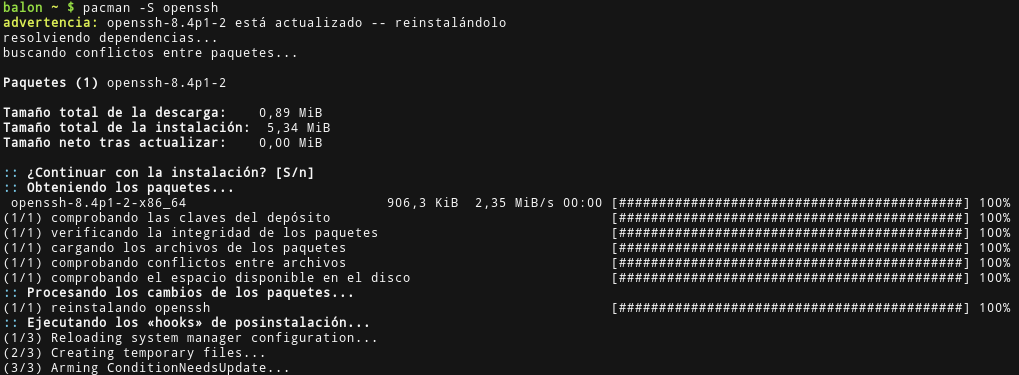 balon ~ $ pacman -S openssh
advertencia: openssh-8.4p1-2 está actualizado -- reinstalándolo
resolviendo dependencias...
buscando conflictos entre paquetes...
Paquetes (1) openssh-8.4p1-2
Tamaño total de la descarga: 0,89 MiB
Tamaño total de la instalación: 5,34 MiB
Tamaño neto tras actualizar: 0,00 MiB
:: ¿Continuar con la instalación? [S/n]
:: Obteniendo los paquetes...
openssh-8.4p1-2-x86_64 906,3 KiB 2,35 MiB/s 00:00 [###########################################] 100%
(1/1) comprobando las claves del depósito [###########################################] 100%
(1/1) verificando la integridad de los paquetes [###########################################] 100%
(1/1) cargando los archivos de los paquetes [###########################################] 100%
(1/1) comprobando conflictos entre archivos [###########################################] 100%
(1/1) comprobando el espacio disponible en el disco [###########################################] 100%
:: Procesando los cambios de los paquetes...
(1/1) reinstalando openssh [###########################################] 100%
:: Ejecutando los «hooks» de posinstalación...
(1/3) Reloading system manager configuration...
(2/3) Creating temporary files...
(3/3) Arming ConditionNeedsUpdate...